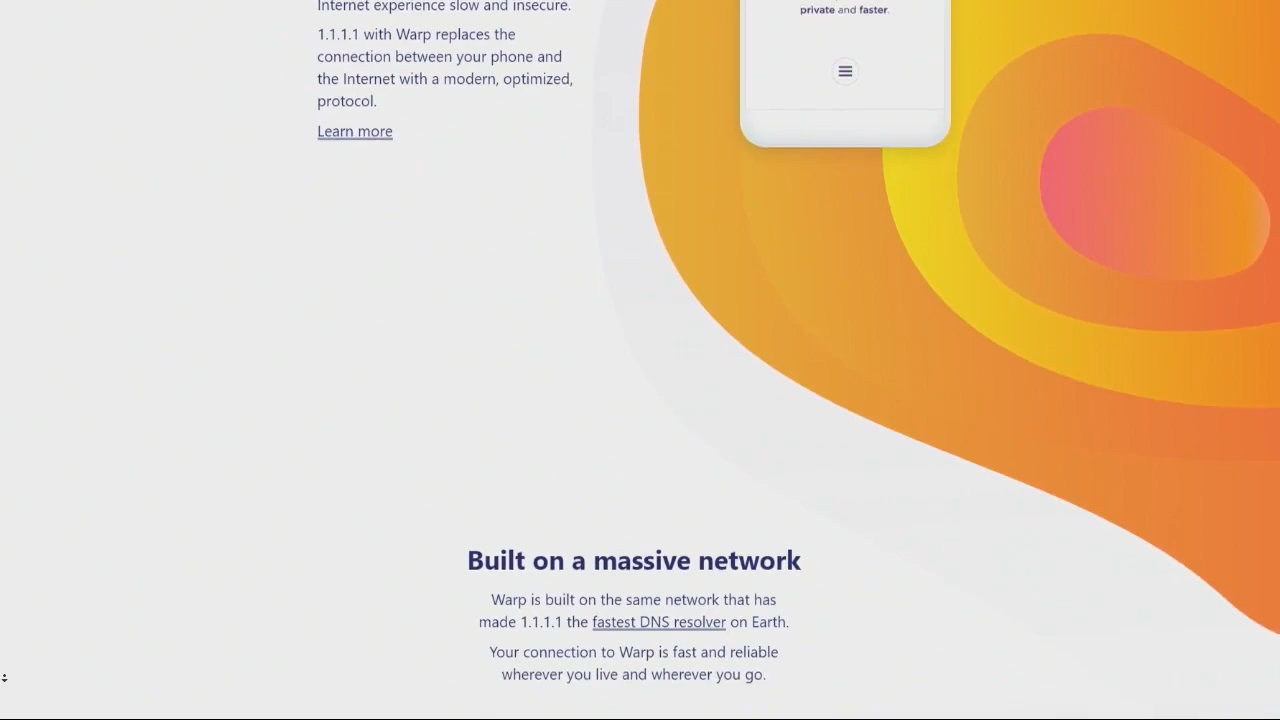 Internet experience slow and insecure.
1.1.1.1 with Warp replaces the
connection between your phone and
the Internet with a modern, optimized,
protocol.
Learn more
private and faster.
Built on a massive network
Warp is built on the same network that has
made 1.1.1.1 the fastest DNS resolver on Earth.
Your connection to Warp is fast and reliable
wherever you live and wherever you go.